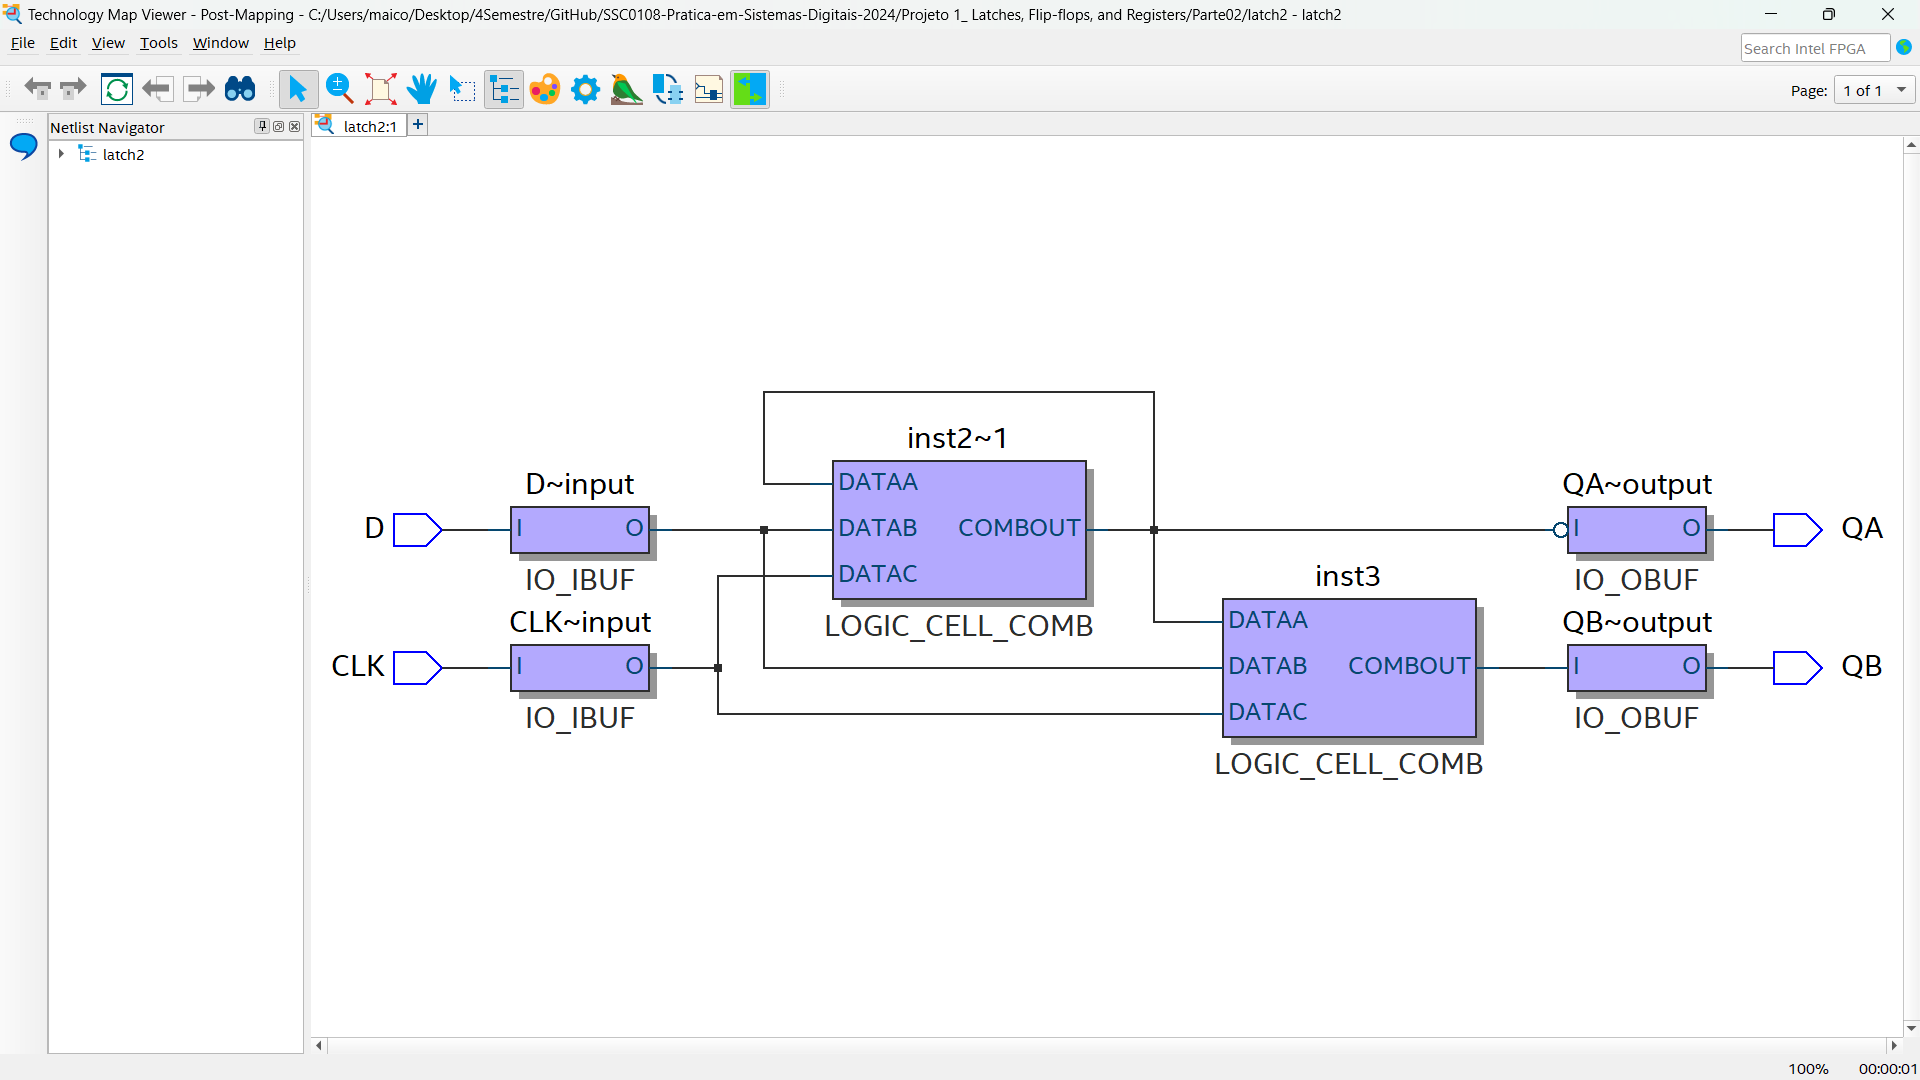 Technology Map Viewer - Post-Mapping - C:/Users/maico/Desktop/4Semestre/GitHub/SSC0108-Pratica-em-Sistemas-Digitais-2024/Projeto 1_ Latches, Flip-flops, and Registers/Parte02/latch2 - latch2
File Edit View Tools Window Help
Search Intel FPGA
Page: 1 of 1
Netlist Navigator
latch2:1 +
latch2
inst2~1
D~input
DATAA
QA~output
D
I O
DATAB COMBOUT
I O
QA
DATAC
inst3
IO_IBUF
IO_OBUF
CLK~input
LOGIC_CELL_COMB
DATAA
QB~output
CLK
I O
DATAB COMBOUT
I O
QB
IO_IBUF
DATAC
IO_OBUF
LOGIC_CELL_COMB
100% 00:00:01